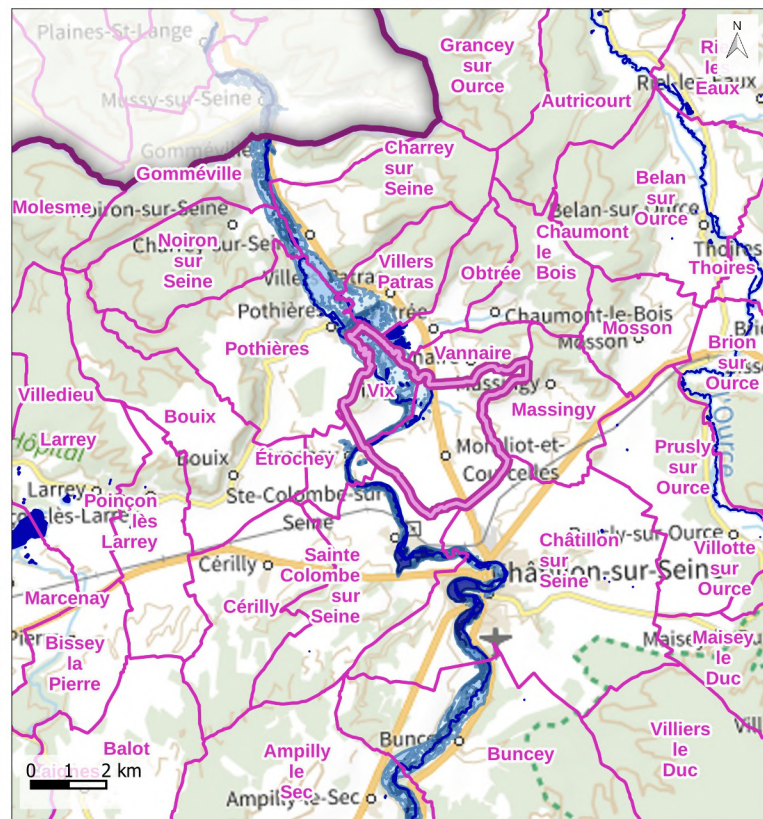 Plaines-St-Lange
Grancey
sur
Ource
N
Riel-les-Eaux
Eaux
Mussy-sur-Seine
Autricourt
Gomméville
Charrey
sur
Seine
Gomméville
Molesme
Noiron-sur-Seine
Belan
sur
Ource
Belan-sur-Ource
Noiron
sur
Seine
Chaumont
le
Bois
Villers
Patras
Obtrée
Thoires
Pothières
Chaumont-le-Bois
Mosson
Mosson
Pothières
Vannaire
Brion
sur
Ource
Villedieu
Vix
Massingy
Massingy
Bouix
Larrey
Étrochey
Montliot-et-
Courcelles
Prusly
sur
Ource
l'Ource
Bouix
Larrey
Poinçon
lès
Larrey
Ste-Colombe-sur-
Seine
Sainte
Colombe
sur
Seine
Châtillon
sur
Seine
Villotte
sur
Ource
Cérilly
Châtillon-sur-Seine
Marcenay
Cérilly
Bissey
la
Pierre
Maisey
le
Duc
Villiers
le
Duc
Balot
Ampilly
le
Sec
Buncey
Buncey
0 1 2 km
Ampilly-le-Sec